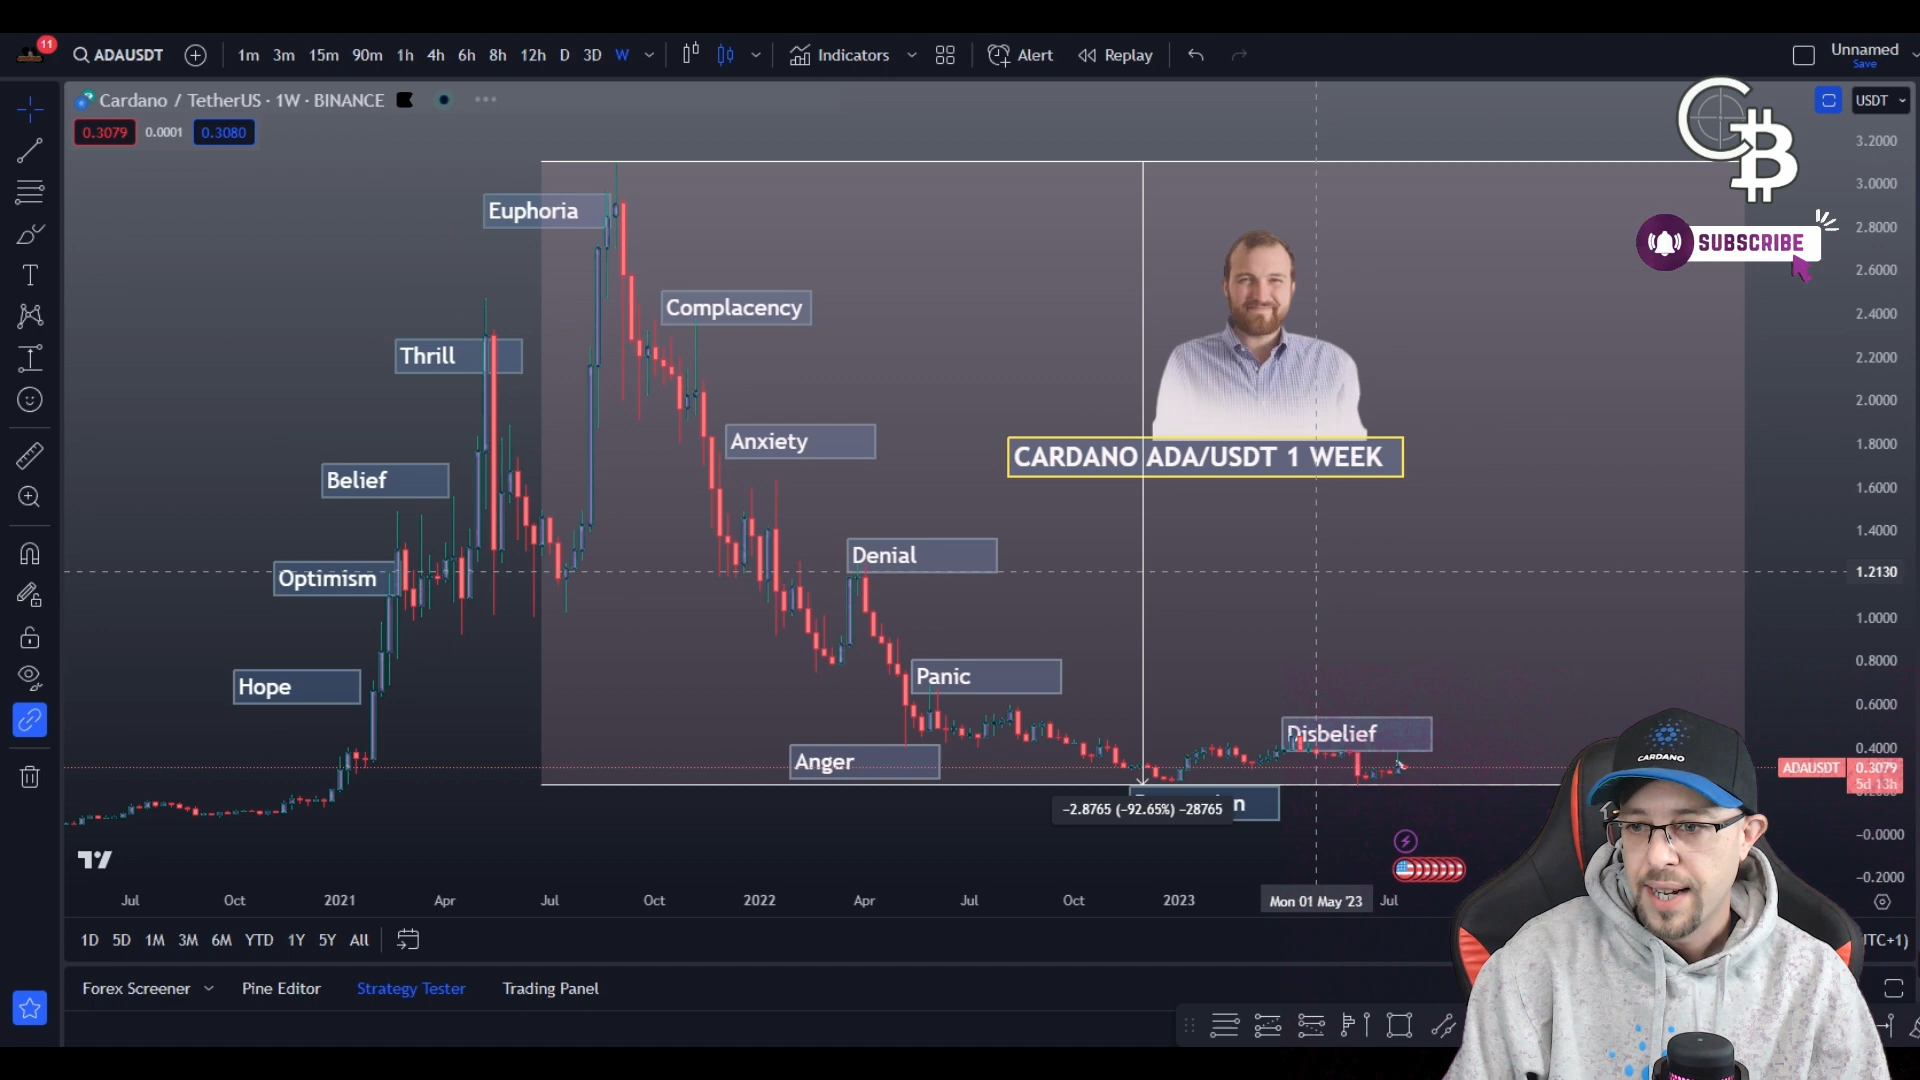 11
ADAUSDT
1m 3m 15m 90m 1h 4h 6h 8h 12h D 3D W
Indicators
Alert
Replay
Unnamed
Save
Cardano / TetherUS · 1W · BINANCE
0.3079 0.0001 0.3080
USDT
CB
SUBSCRIBE
3.2000
3.0000
2.8000
2.6000
2.4000
2.2000
2.0000
1.8000
1.6000
1.4000
1.2130
1.0000
0.8000
0.6000
0.4000
ADAUSDT 0.3079
5d 13h
−0.0000
−0.2000
Euphoria
Complacency
Thrill
Anxiety
Belief
CARDANO ADA/USDT 1 WEEK
Denial
Optimism
Panic
Hope
Disbelief
Anger
n
−2.8765 (−92.65%) −28765
CARDANO
Jul Oct 2021 Apr Jul Oct 2022 Apr Jul Oct 2023 Mon 01 May '23 Jul
1D 5D 1M 3M 6M YTD 1Y 5Y All
TC+1)
Forex Screener Pine Editor Strategy Tester Trading Panel